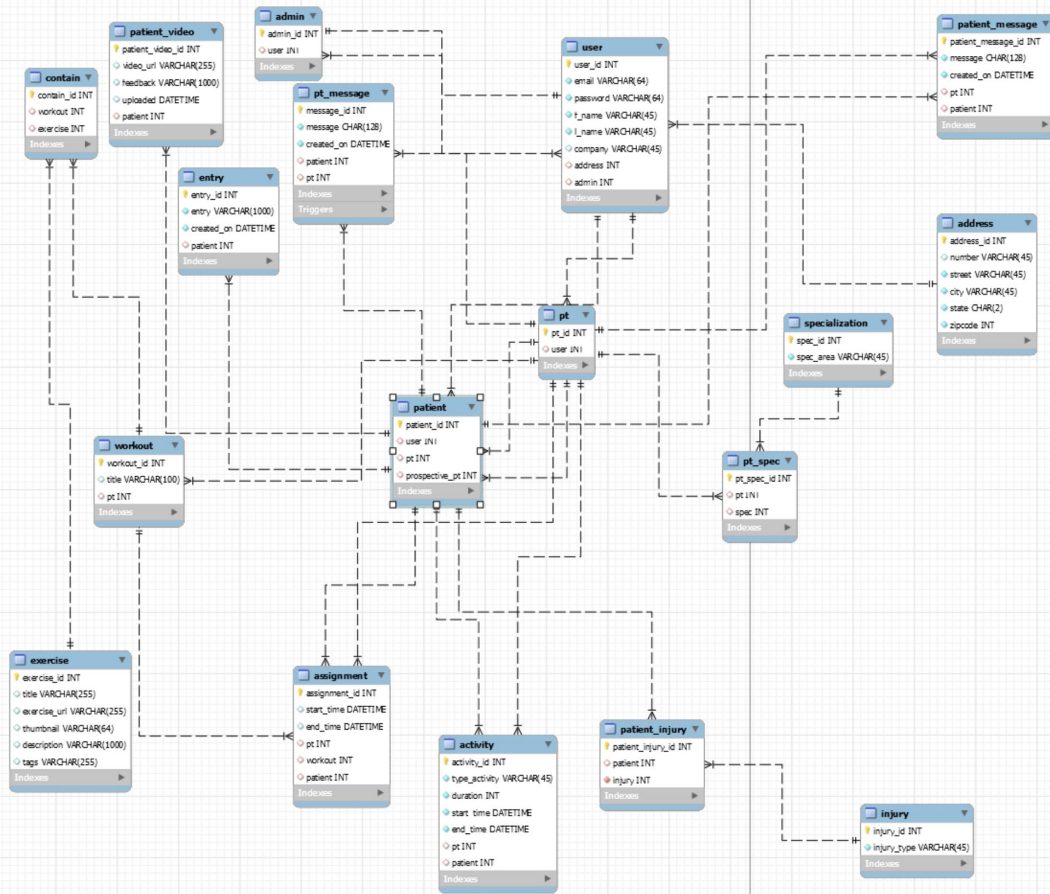 admin
admin_id INT
user INT
patient_video
patient_video_id INT
video_url VARCHAR(255)
feedback VARCHAR(1000)
uploaded DATETIME
patient INT
Indexes
contain
contain_id INT
workout INT
exercise INT
Indexes
pt_message
message_id INT
message CHAR(128)
created_on DATETIME
patient INT
pt INT
Indexes
Triggers
user
user_id INT
email VARCHAR(64)
password VARCHAR(64)
f_name VARCHAR(45)
l_name VARCHAR(45)
company VARCHAR(45)
address INT
admin INT
Indexes
patient_message
patient_message_id INT
message CHAR(128)
created_on DATETIME
pt INT
patient INT
Indexes
entry
entry_id INT
entry VARCHAR(1000)
created_on DATETIME
patient INT
Indexes
address
address_id INT
number VARCHAR(45)
street VARCHAR(45)
city VARCHAR(45)
state CHAR(2)
zipcode INT
Indexes
pt
pt_id INT
user INT
Indexes
specialization
spec_id INT
spec_area VARCHAR(45)
Indexes
patient
patient_id INT
user INT
pt INT
prospective_pt INT
Indexes
workout
workout_id INT
title VARCHAR(100)
pt INT
Indexes
pt_spec
pt_spec_id INT
pt INT
spec INT
Indexes
exercise
exercise_id INT
title VARCHAR(255)
exercise_url VARCHAR(255)
thumbnail VARCHAR(64)
description VARCHAR(1000)
tags VARCHAR(255)
Indexes
assignment
assignment_id INT
start_time DATETIME
end_time DATETIME
pt INT
workout INT
patient INT
Indexes
activity
activity_id INT
type_activity VARCHAR(45)
duration INT
start_time DATETIME
end_time DATETIME
pt INT
patient INT
Indexes
patient_injury
patient_injury_id INT
patient INT
injury INT
Indexes
injury
injury_id INT
injury_type VARCHAR(45)
Indexes